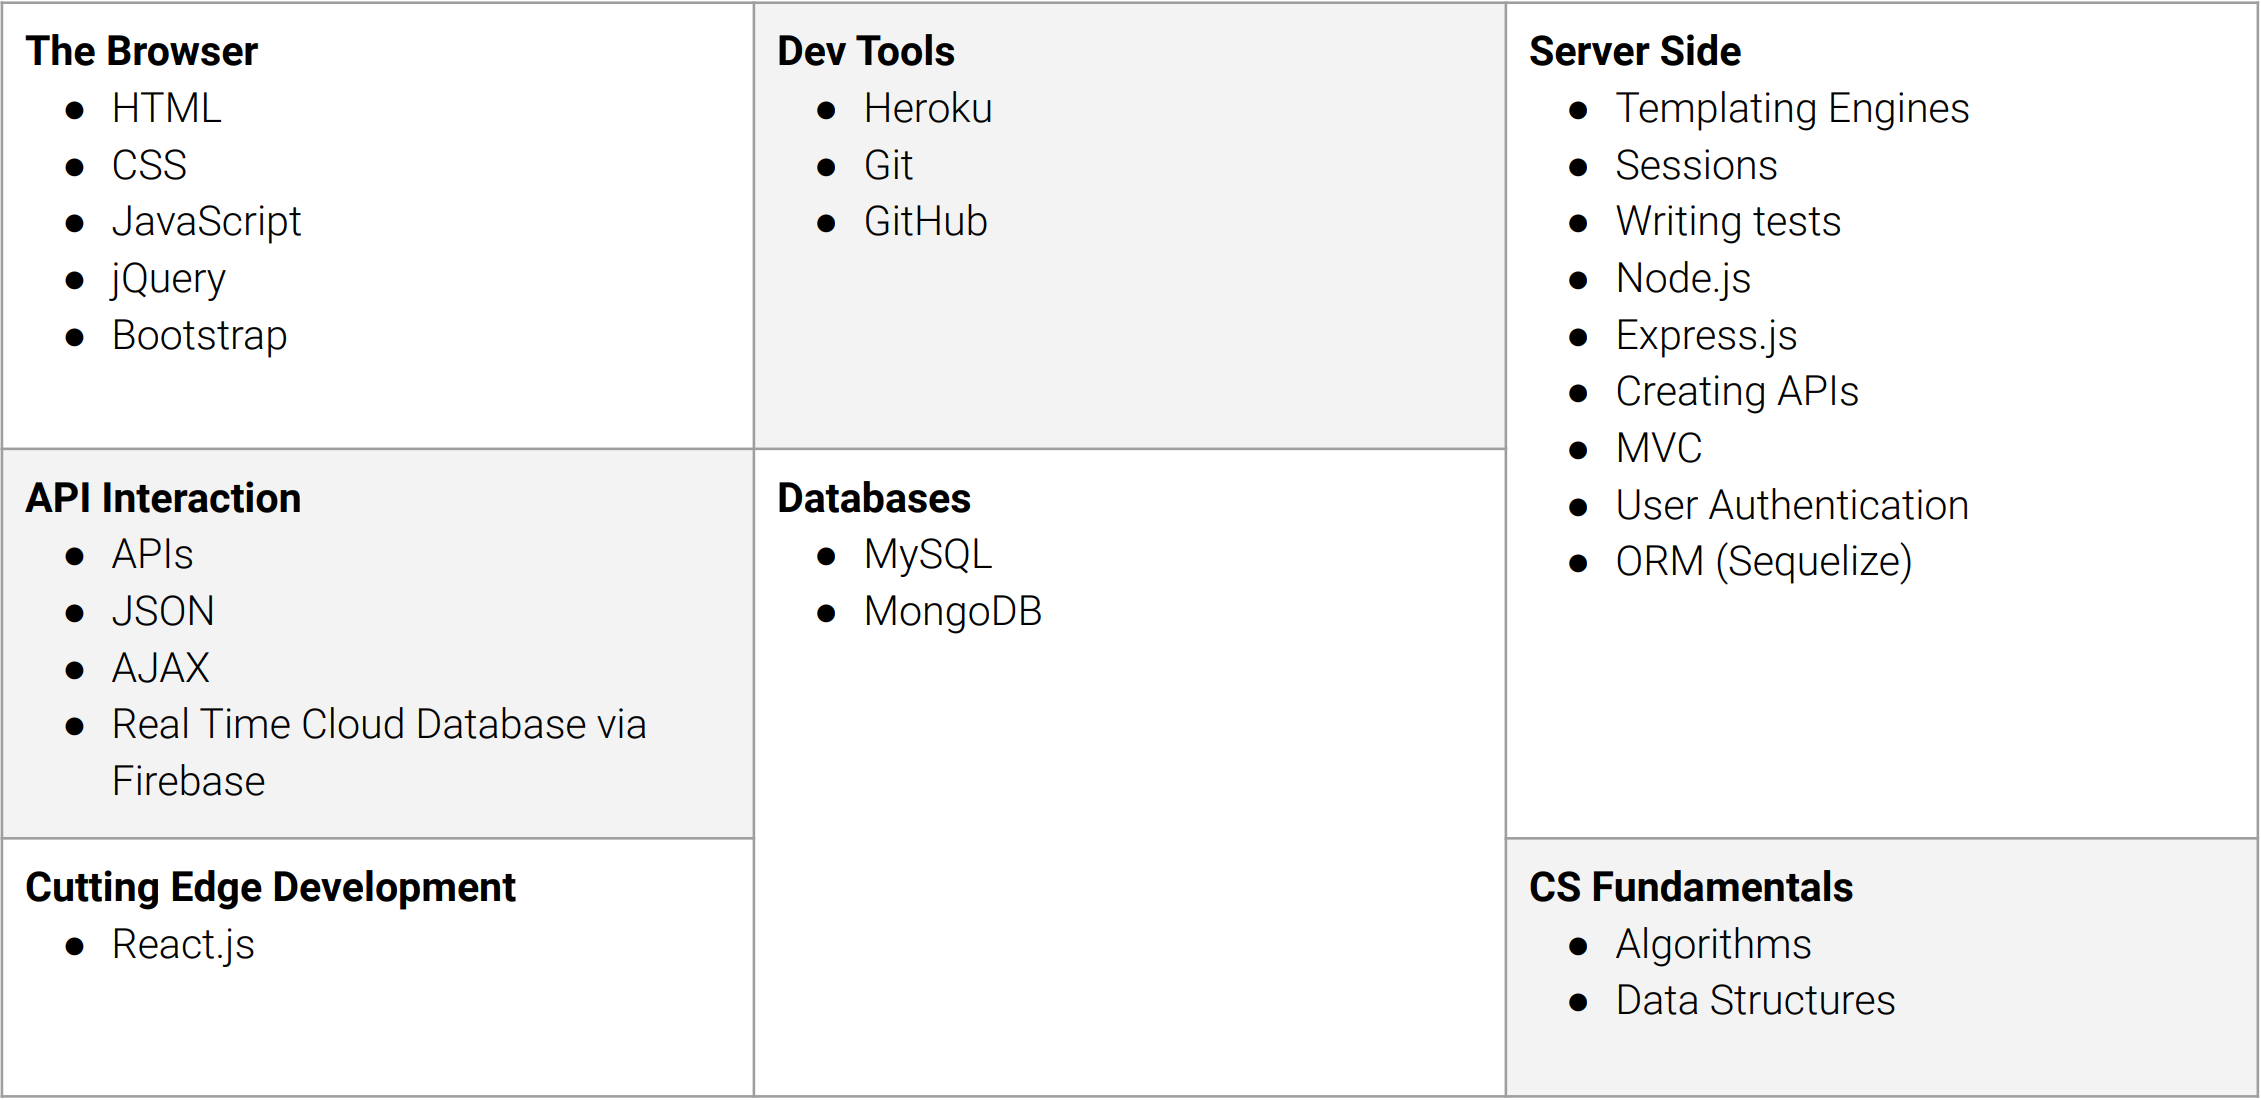 The Browser
● HTML
● CSS
● JavaScript
● jQuery
● Bootstrap
Dev Tools
● Heroku
● Git
● GitHub
Server Side
● Templating Engines
● Sessions
● Writing tests
● Node.js
● Express.js
● Creating APIs
● MVC
● User Authentication
● ORM (Sequelize)
API Interaction
● APIs
● JSON
● AJAX
● Real Time Cloud Database via
Firebase
Databases
● MySQL
● MongoDB
Cutting Edge Development
● React.js
CS Fundamentals
● Algorithms
● Data Structures